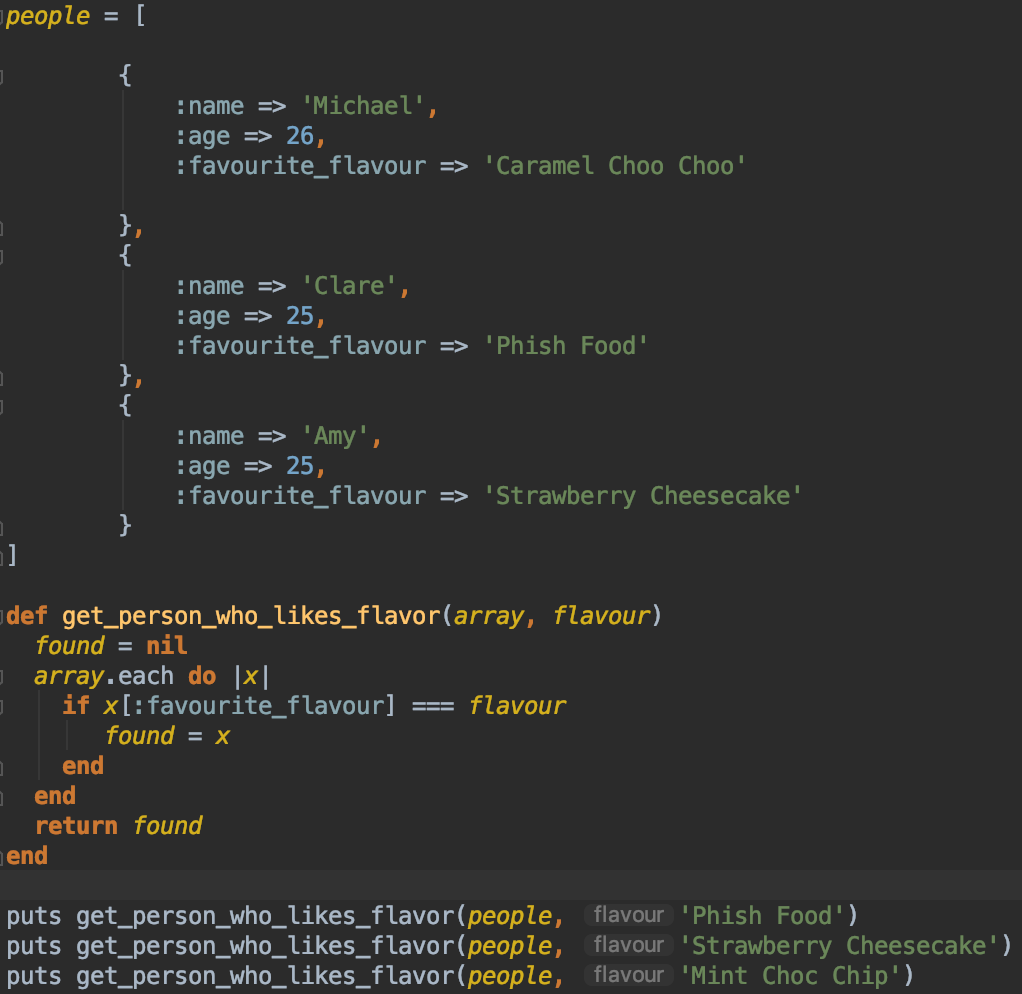 people = [
{
:name => 'Michael',
:age => 26,
:favourite_flavour => 'Caramel Choo Choo'
},
{
:name => 'Clare',
:age => 25,
:favourite_flavour => 'Phish Food'
},
{
:name => 'Amy',
:age => 25,
:favourite_flavour => 'Strawberry Cheesecake'
}
]
def get_person_who_likes_flavor(array, flavour)
found = nil
array.each do |x|
if x[:favourite_flavour] === flavour
found = x
end
end
return found
end
puts get_person_who_likes_flavor(people, flavour 'Phish Food')
puts get_person_who_likes_flavor(people, flavour 'Strawberry Cheesecake')
puts get_person_who_likes_flavor(people, flavour 'Mint Choc Chip')